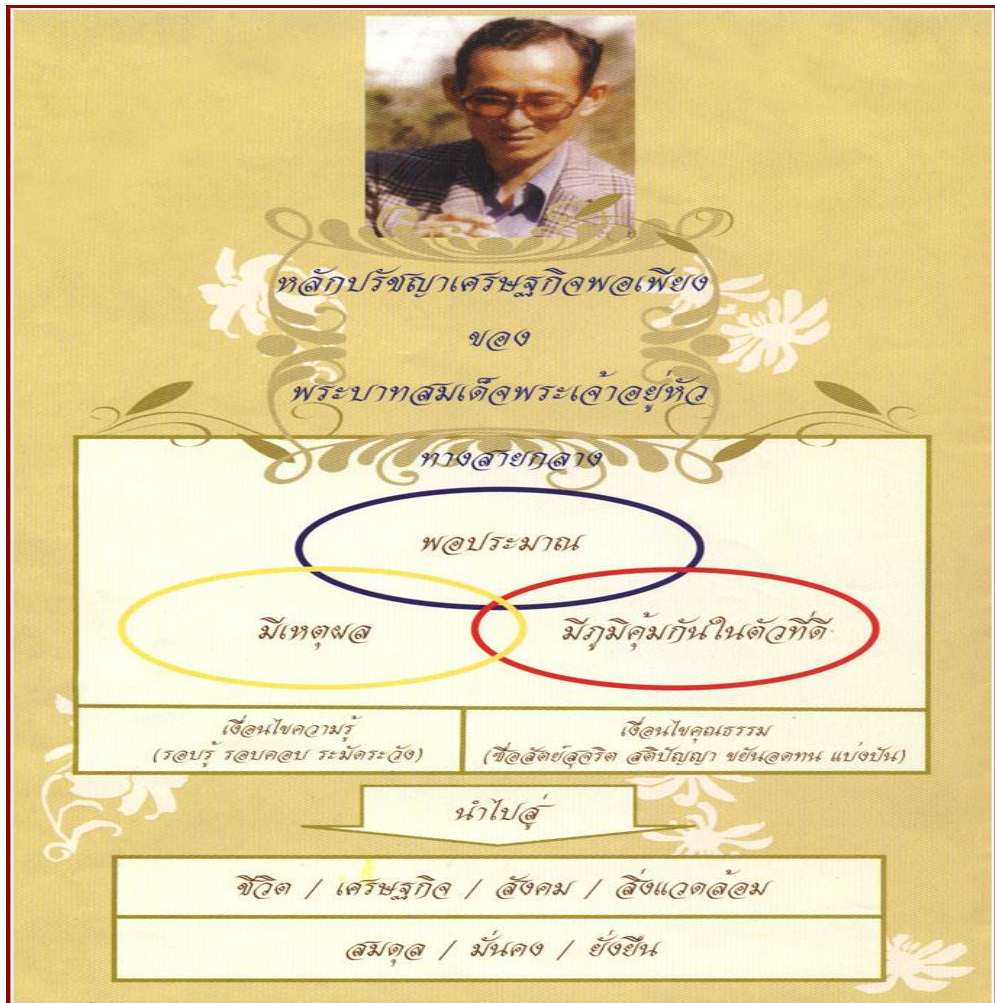 หลักปรัชญาเศรษฐกิจพอเพียง
ของ
พระบาทสมเด็จพระเจ้าอยู่หัว
ทางสายกลาง
พอประมาณ
มีเหตุผล
มีภูมิคุ้มกันในตัวที่ดี
เงื่อนไขความรู้
(รอบรู้ รอบคอบ ระมัดระวัง)
เงื่อนไขคุณธรรม
(ซื่อสัตย์สุจริต สติปัญญา ขยันอดทน แบ่งปัน)
นำไปสู่
ชีวิต / เศรษฐกิจ / สังคม / สิ่งแวดล้อม
สมดุล / มั่นคง / ยั่งยืน